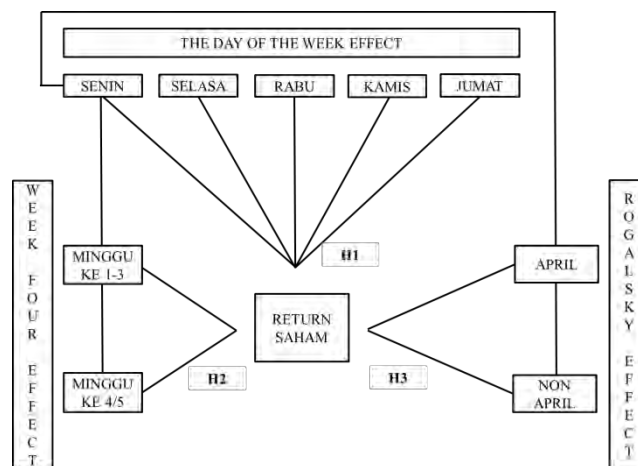 THE DAY OF THE WEEK EFFECT
SENIN
SELASA
RABU
KAMIS
JUMAT
WEEK FOUR EFFECT
ROGALSKY EFFECT
H1
MINGGU
KE 1-3
APRIL
RETURN
SAHAM
H2
H3
MINGGU
KE 4/5
NON
APRIL